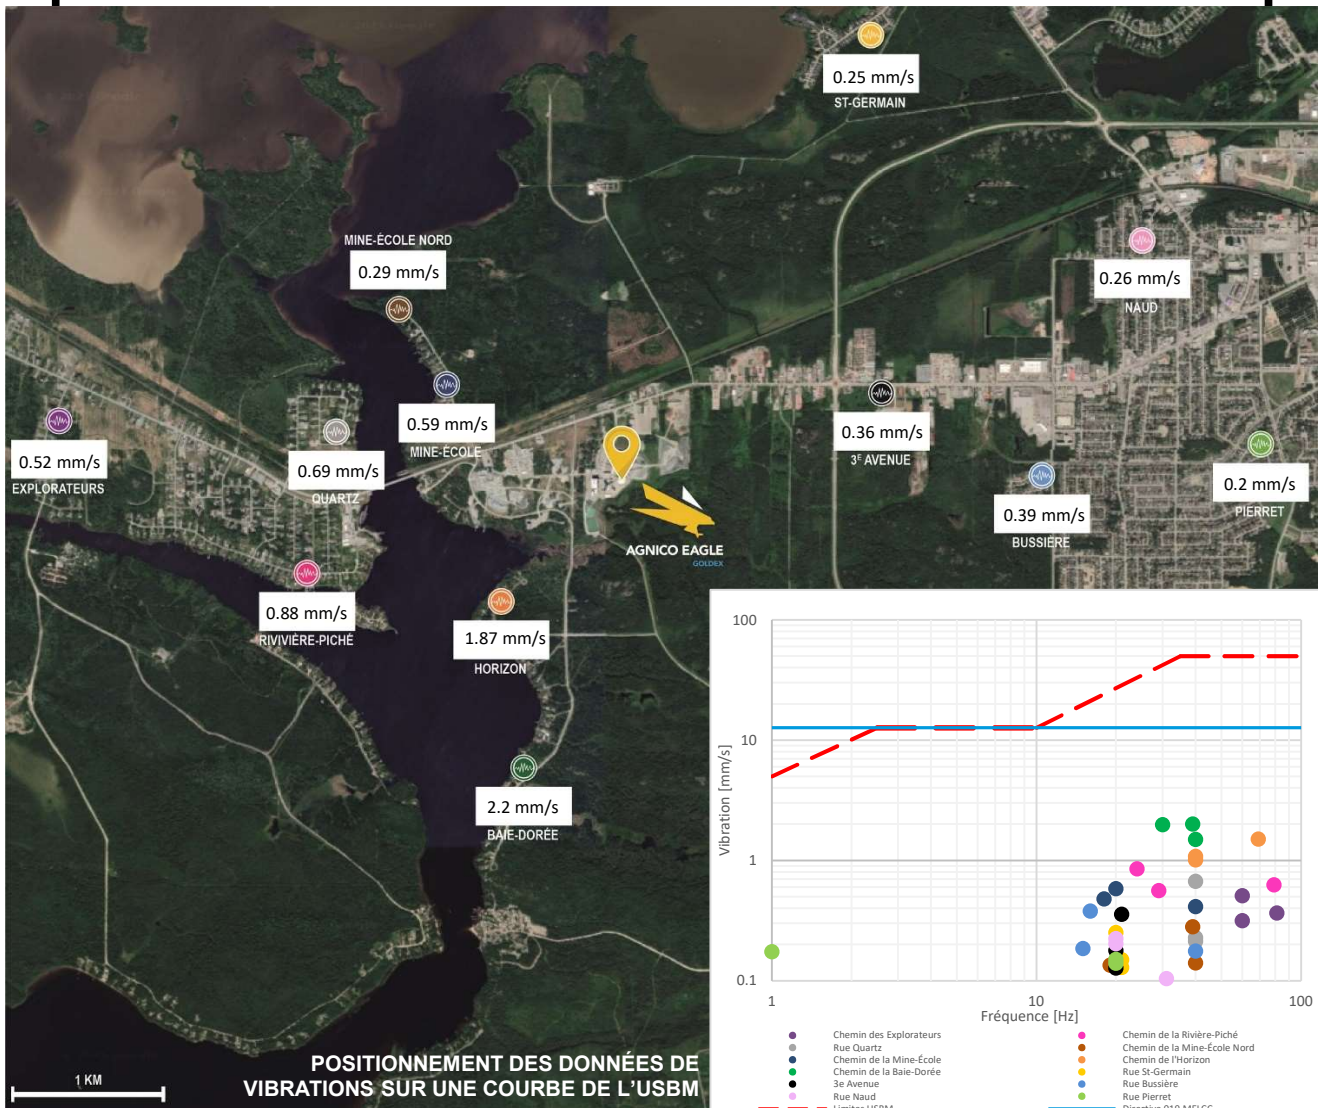 0.25 mm/s
ST-GERMAIN
MINE-ÉCOLE NORD
0.29 mm/s
0.26 mm/s
NAUD
0.59 mm/s
MINE-ÉCOLE
0.52 mm/s
EXPLORATEURS
0.69 mm/s
QUARTZ
0.36 mm/s
3E AVENUE
0.39 mm/s
BUSSIÈRE
0.2 mm/s
PIERRET
AGNICO EAGLE
GOLDEX
0.88 mm/s
RIVIVIÈRE-PICHÉ
1.87 mm/s
HORIZON
2.2 mm/s
BAIE-DORÉE
1 KM
POSITIONNEMENT DES DONNÉES DE
VIBRATIONS SUR UNE COURBE DE L'USBM
Vibration [mm/s]
100
10
1
0.1
1
10
100
Fréquence [Hz]
Chemin des Explorateurs
Chemin de la Rivière-Piché
Rue Quartz
Chemin de la Mine-École Nord
Chemin de la Mine-École
Chemin de l'Horizon
Chemin de la Baie-Dorée
Rue St-Germain
3e Avenue
Rue Bussière
Rue Naud
Rue Pierret
Limites USBM
Directive 019 MELCC